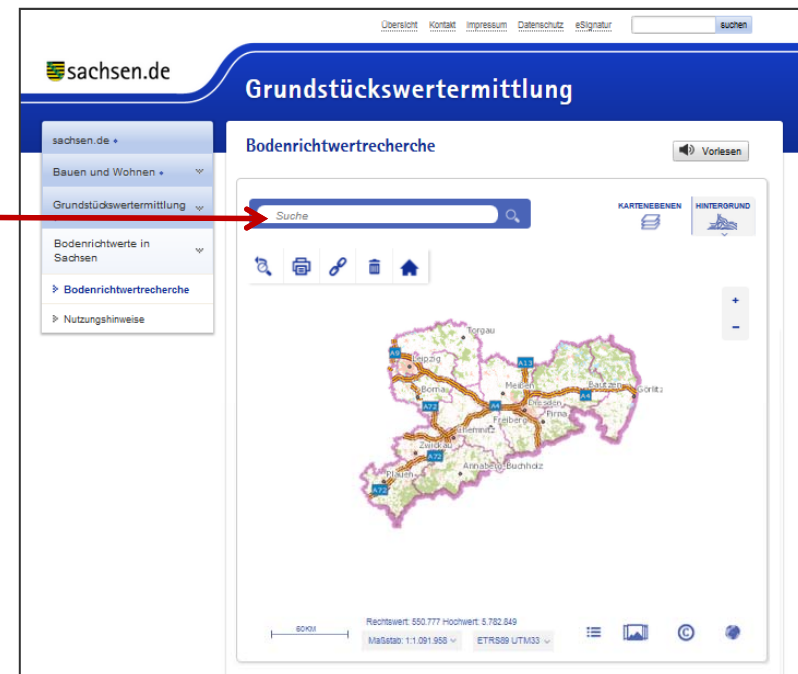 Übersicht Kontakt Impressum Datenschutz eSignatur suchen
sachsen.de
Grundstückswertermittlung
sachsen.de
Bauen und Wohnen
Grundstückswertermittlung
Bodenrichtwerte in
Sachsen
Bodenrichtwertrecherche
Nutzungshinweise
Bodenrichtwertrecherche
Vorlesen
Suche
KARTENEBENEN HINTERGRUND
+
−
Torgau
A9
Leipzig
A13
Borna
Meißen
Bautzen
Görlitz
A72
A4
Dresden
A4
Freiberg
Pirna
Chemnitz
Zwickau
A72
Annaberg-Buchholz
Plauen
A72
60KM
Rechtswert: 550.777 Hochwert: 5.782.849
Maßstab: 1:1.091.958 ETRS89 UTM33
©